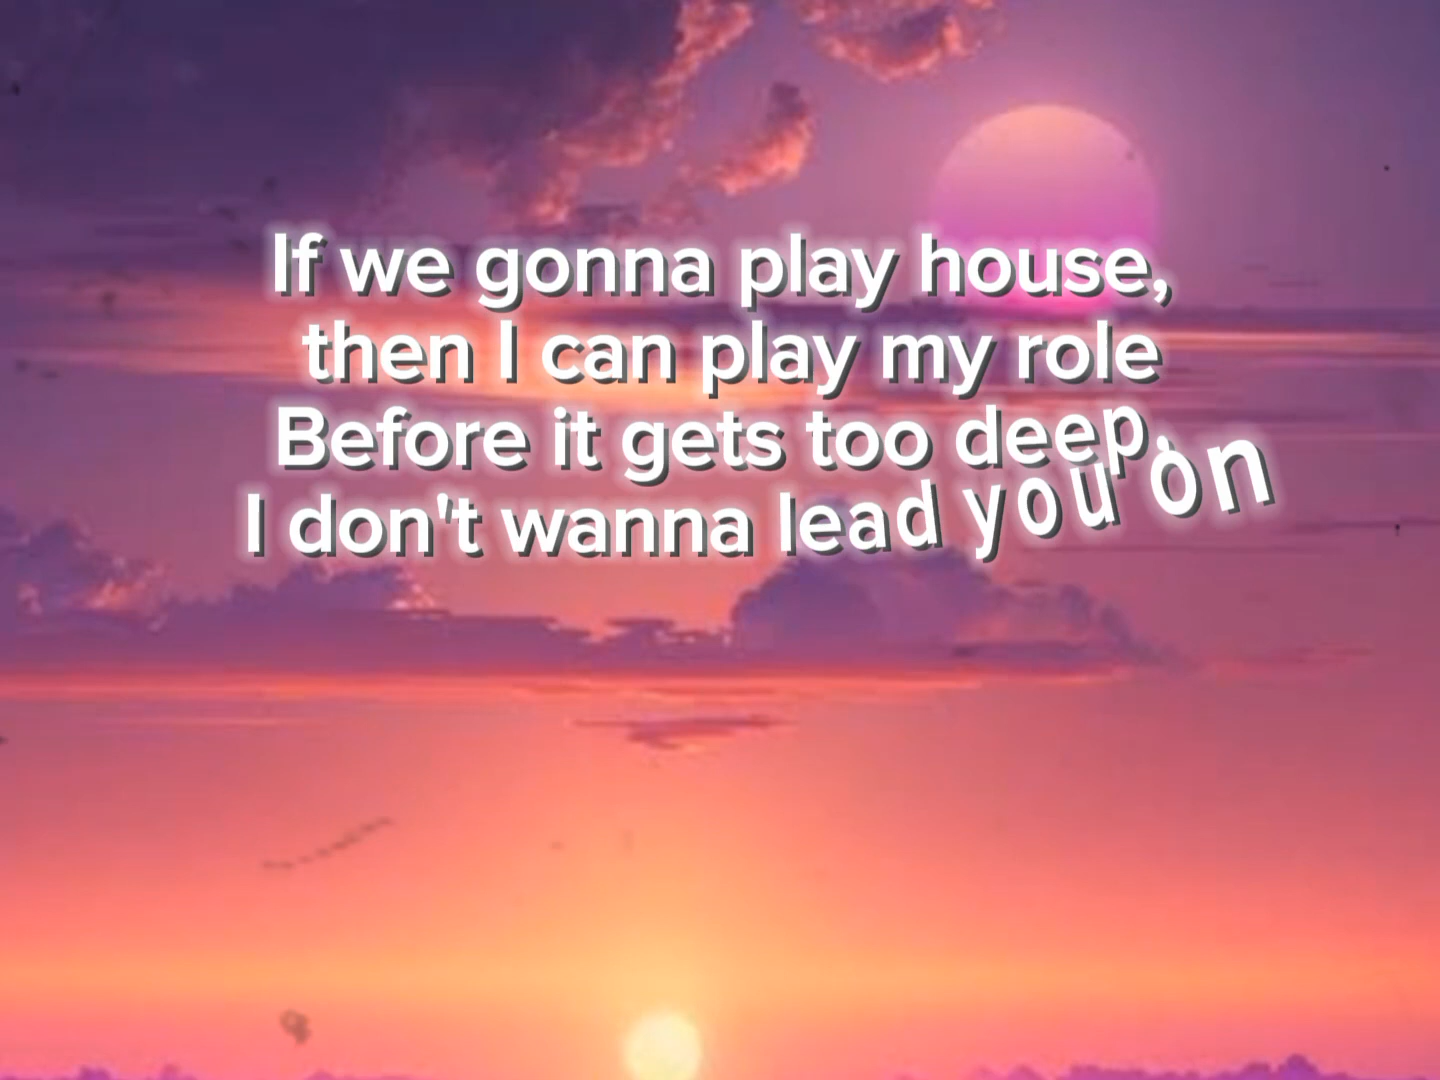 If we gonna play house,
then I can play my role
Before it gets too deep,
I don't wanna lead you on